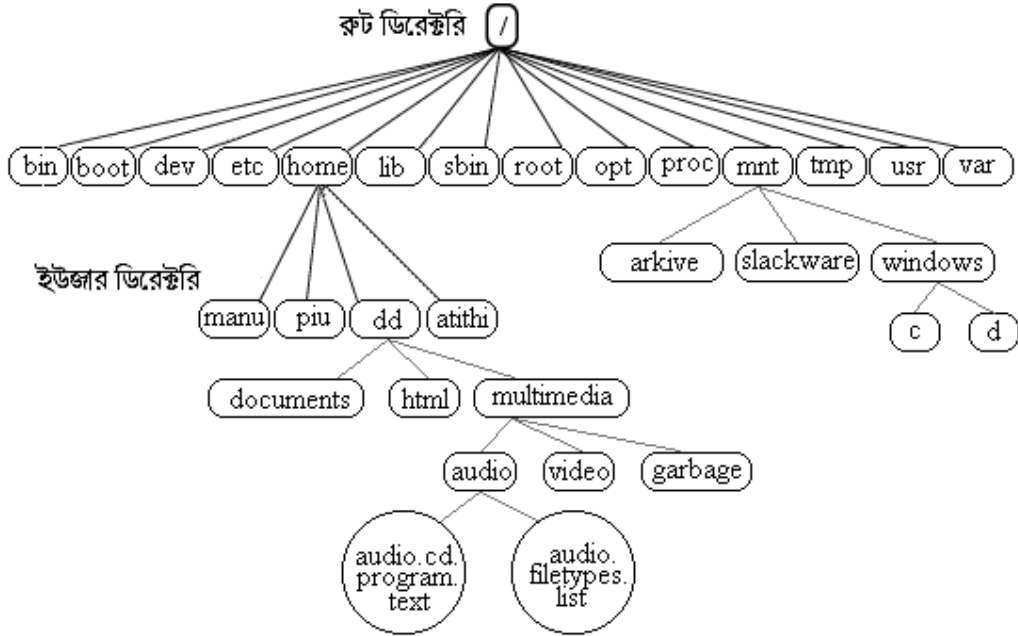 রুট ডিরেক্টরি /
bin boot dev etc home lib sbin root opt proc mnt tmp usr var
arkive slackware windows
ইউজার ডিরেক্টরি
manu piu dd atithi
c d
documents html multimedia
audio video garbage
audio.cd.
program.
text
audio.
filetypes.
list